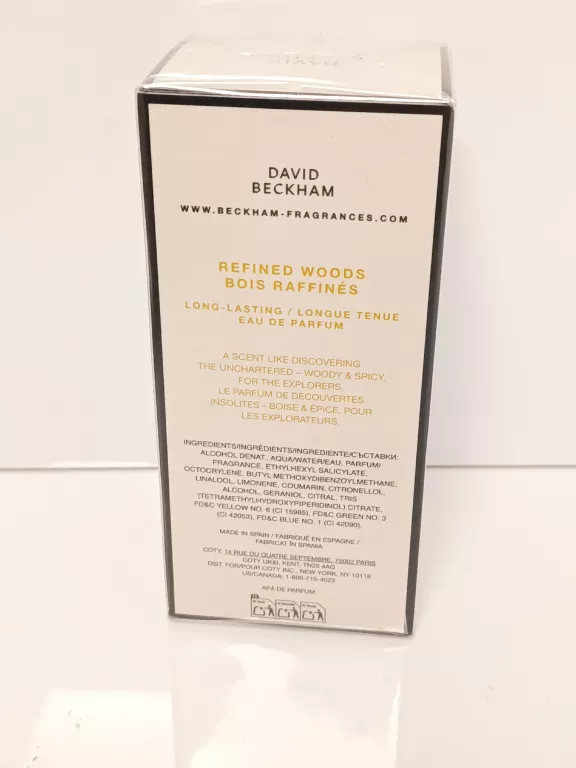 DAVID
BECKHAM
WWW.BECKHAM-FRAGRANCES.COM
REFINED WOODS
BOIS RAFFINÉS
LONG-LASTING / LONGUE TENUE
EAU DE PARFUM
A SCENT LIKE DISCOVERING
THE UNCHARTERED – WOODY & SPICY,
FOR THE EXPLORERS.
LE PARFUM DE DECOUVERTES
INSOLITES – BOISE & ÉPICE, POUR
LES EXPLORATEURS.
INGREDIENTS/INGRÉDIENTS/INGREDIENTE/СЪСТАВКИ:
ALCOHOL DENAT., AQUA/WATER/EAU, PARFUM/
FRAGRANCE, ETHYLHEXYL SALICYLATE,
OCTOCRYLENE, BUTYL METHOXYDIBENZOYLMETHANE,
LINALOOL, LIMONENE, COUMARIN, CITRONELLOL,
ALCOHOL, GERANIOL, CITRAL, TRIS
(TETRAMETHYLHYDROXYPIPERIDINOL) CITRATE,
FD&C YELLOW NO. 6 (CI 15985), FD&C GREEN NO. 3
(CI 42053), FD&C BLUE NO. 1 (CI 42090).
MADE IN SPAIN / FABRIQUÉ EN ESPAGNE /
FABRICAT ÎN SPANIA
COTY, 14 RUE DU QUATRE SEPTEMBRE, 75002 PARIS
COTY UK&I, KENT, TN25 4AQ
DIST. FOR/POUR COTY INC., NEW YORK, NY 10118
US/CANADA: 1-800-715-4023
APĂ DE PARFUM